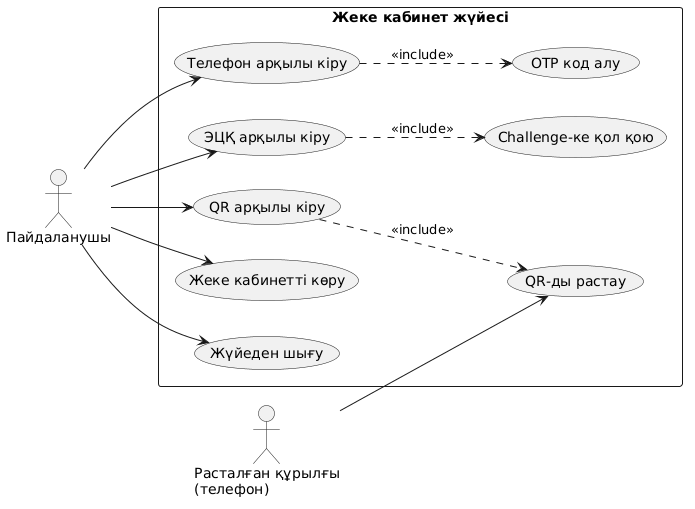 Жеке кабинет жүйесі
Телефон арқылы кіру
«include»
OTP код алу
ЭЦҚ арқылы кіру
«include»
Challenge-ке қол қою
QR арқылы кіру
«include»
Пайдаланушы
Жеке кабинетті көру
QR-ды растау
Жүйеден шығу
Расталған құрылғы
(телефон)